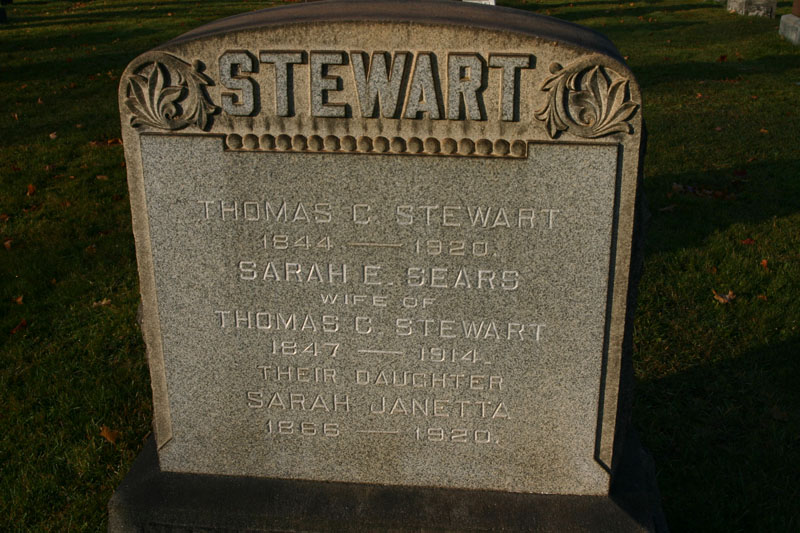 STEWART
THOMAS C. STEWART
1844 — 1920.
SARAH E. SEARS
WIFE OF
THOMAS C. STEWART
1847 — 1914.
THEIR DAUGHTER
SARAH JANETTA
1866 — 1920.